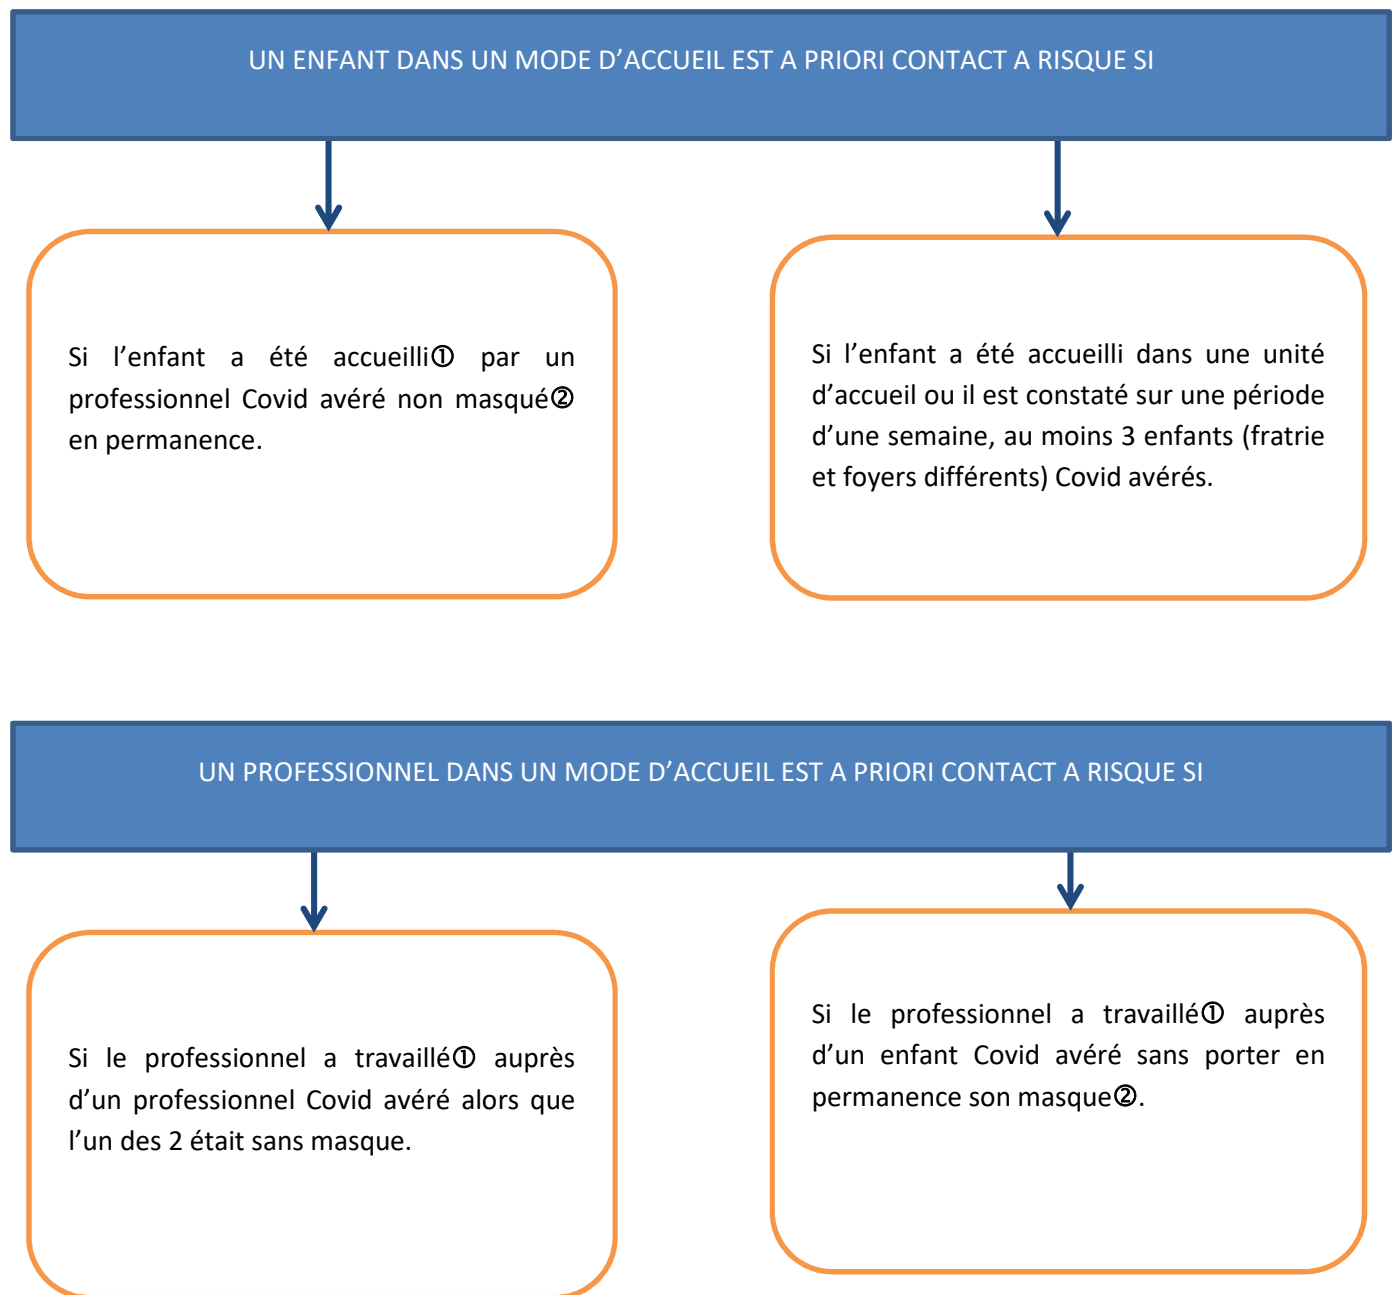 UN ENFANT DANS UN MODE D’ACCUEIL EST A PRIORI CONTACT A RISQUE SI
Si l’enfant a été accueilli① par un
professionnel Covid avéré non masqué②
en permanence.
Si l’enfant a été accueilli dans une unité
d’accueil ou il est constaté sur une période
d’une semaine, au moins 3 enfants (fratrie
et foyers différents) Covid avérés.
UN PROFESSIONNEL DANS UN MODE D’ACCUEIL EST A PRIORI CONTACT A RISQUE SI
Si le professionnel a travaillé① auprès
d’un professionnel Covid avéré alors que
l’un des 2 était sans masque.
Si le professionnel a travaillé① auprès
d’un enfant Covid avéré sans porter en
permanence son masque②.